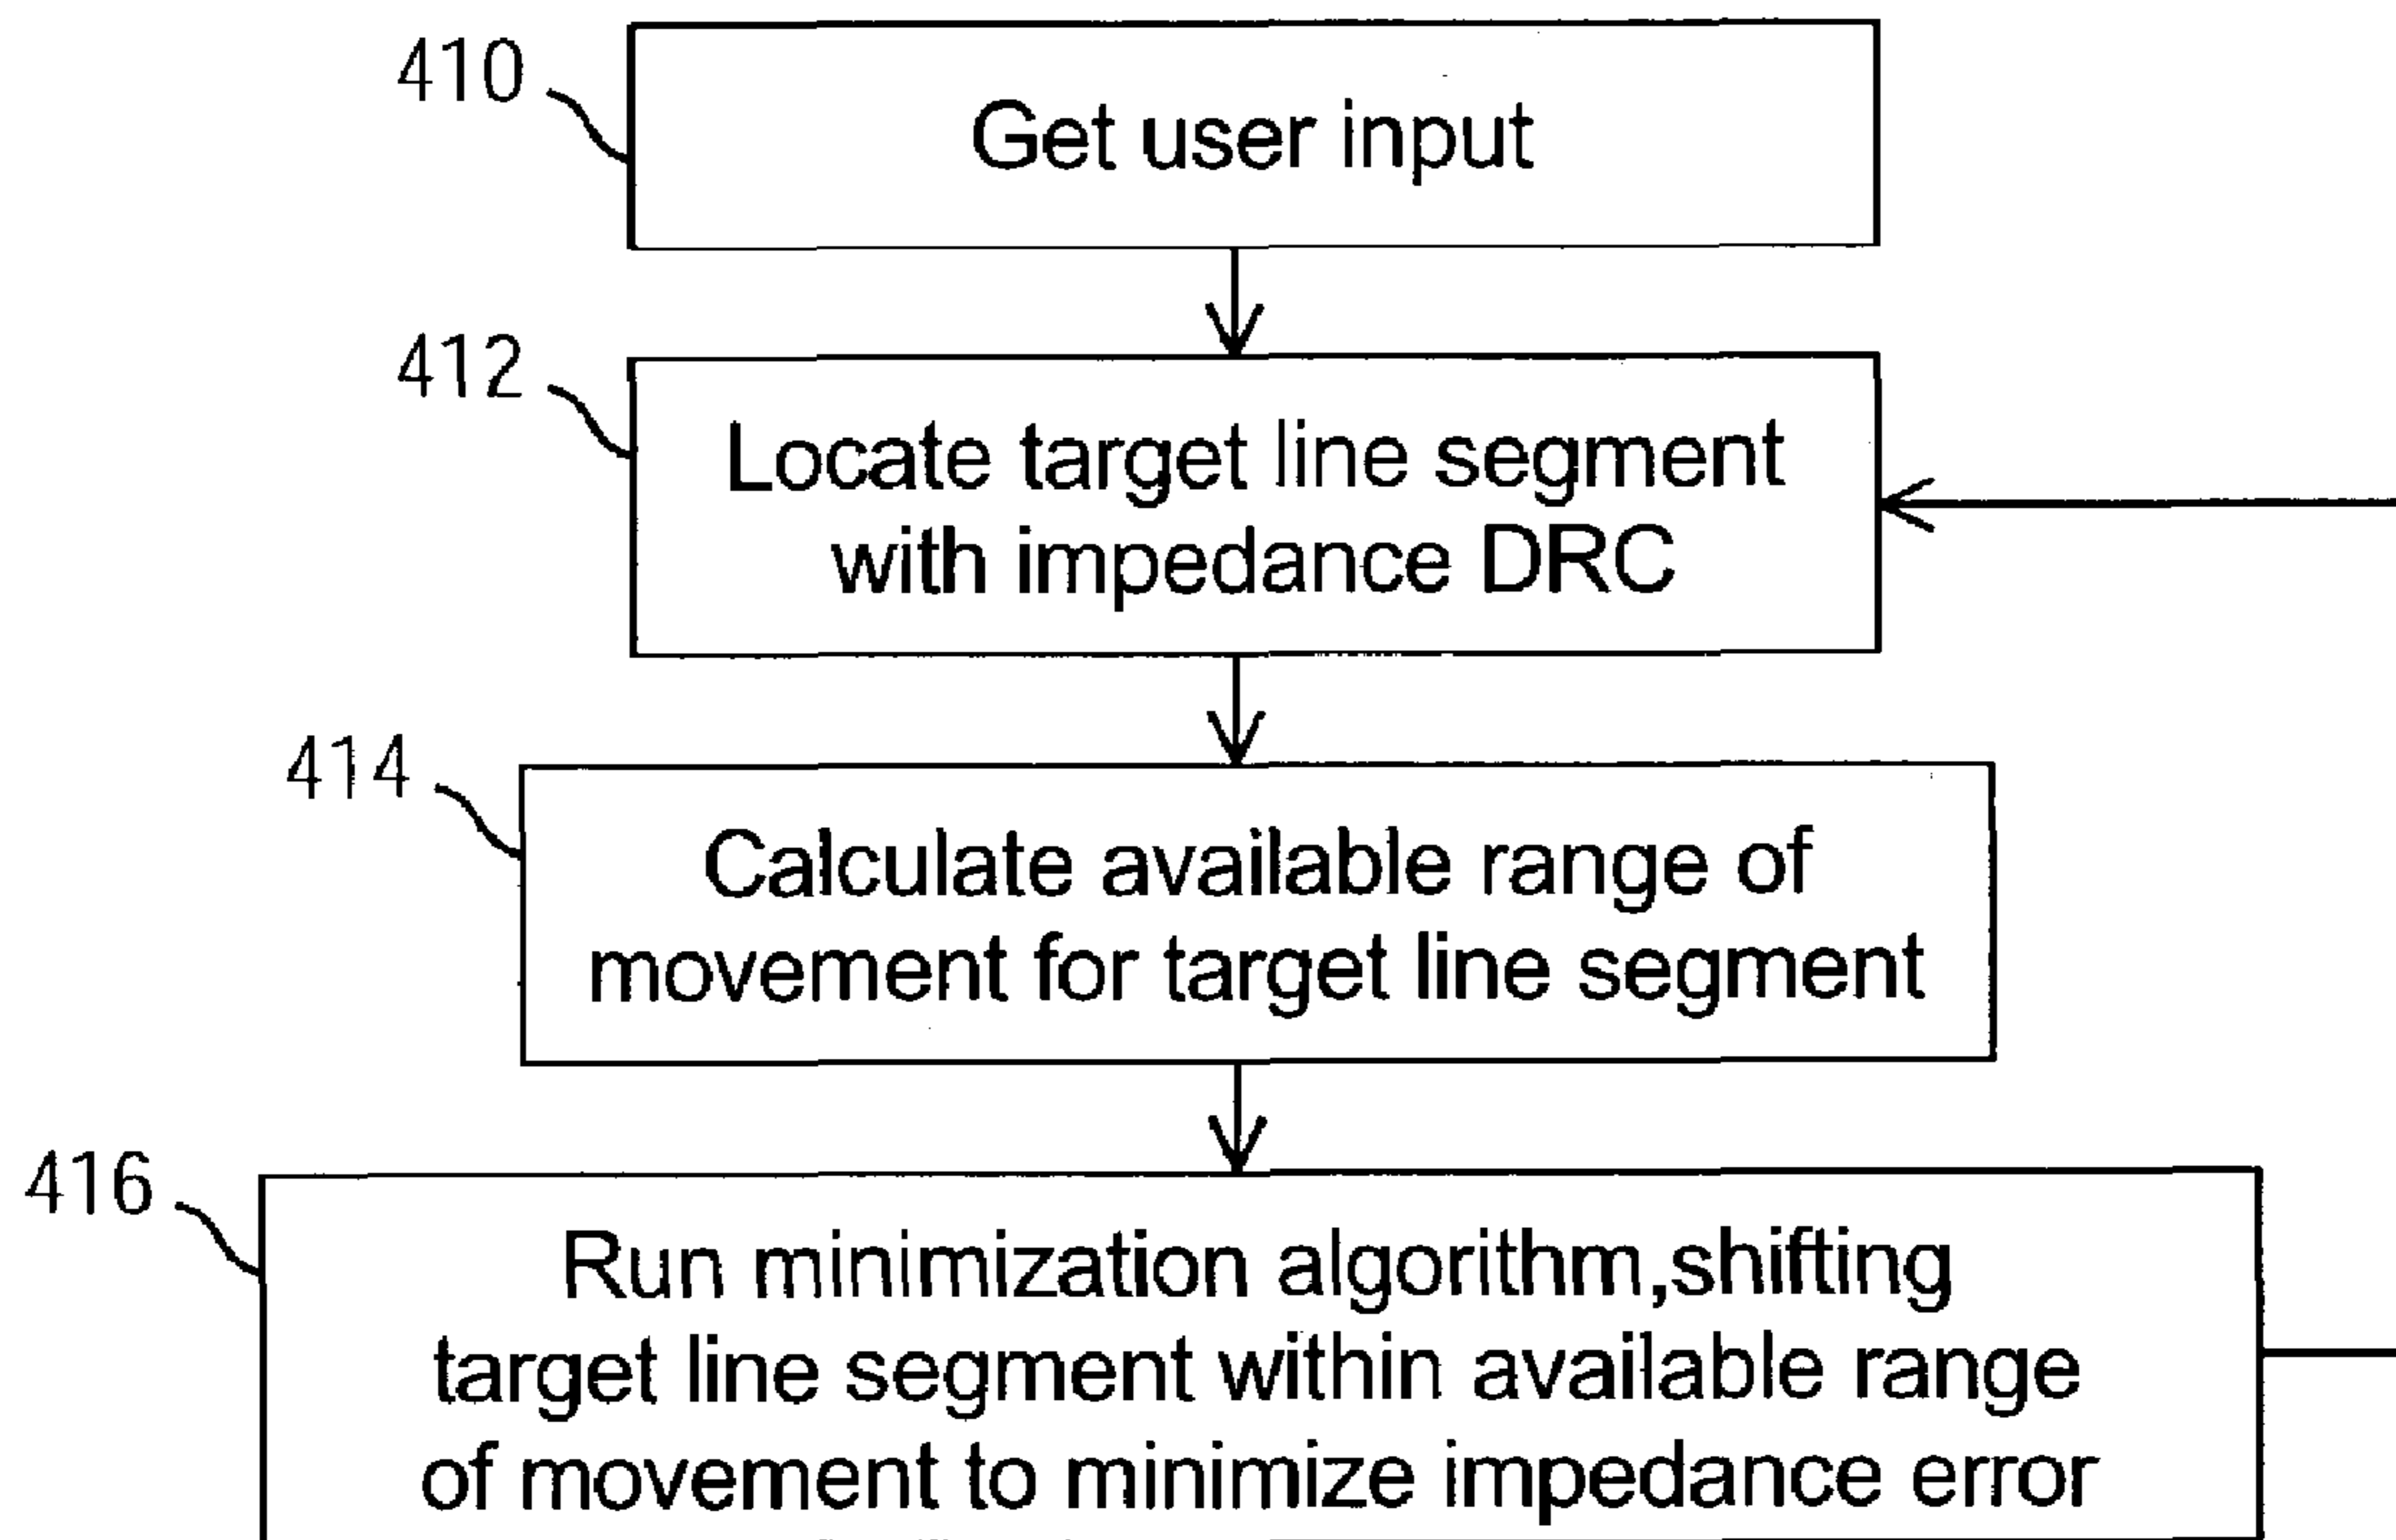 410
Get user input
412
Locate target line segment
with impedance DRC
414
Calculate available range of
movement for target line segment
416
Run minimization algorithm,shifting
target line segment within available range
of movement to minimize impedance error